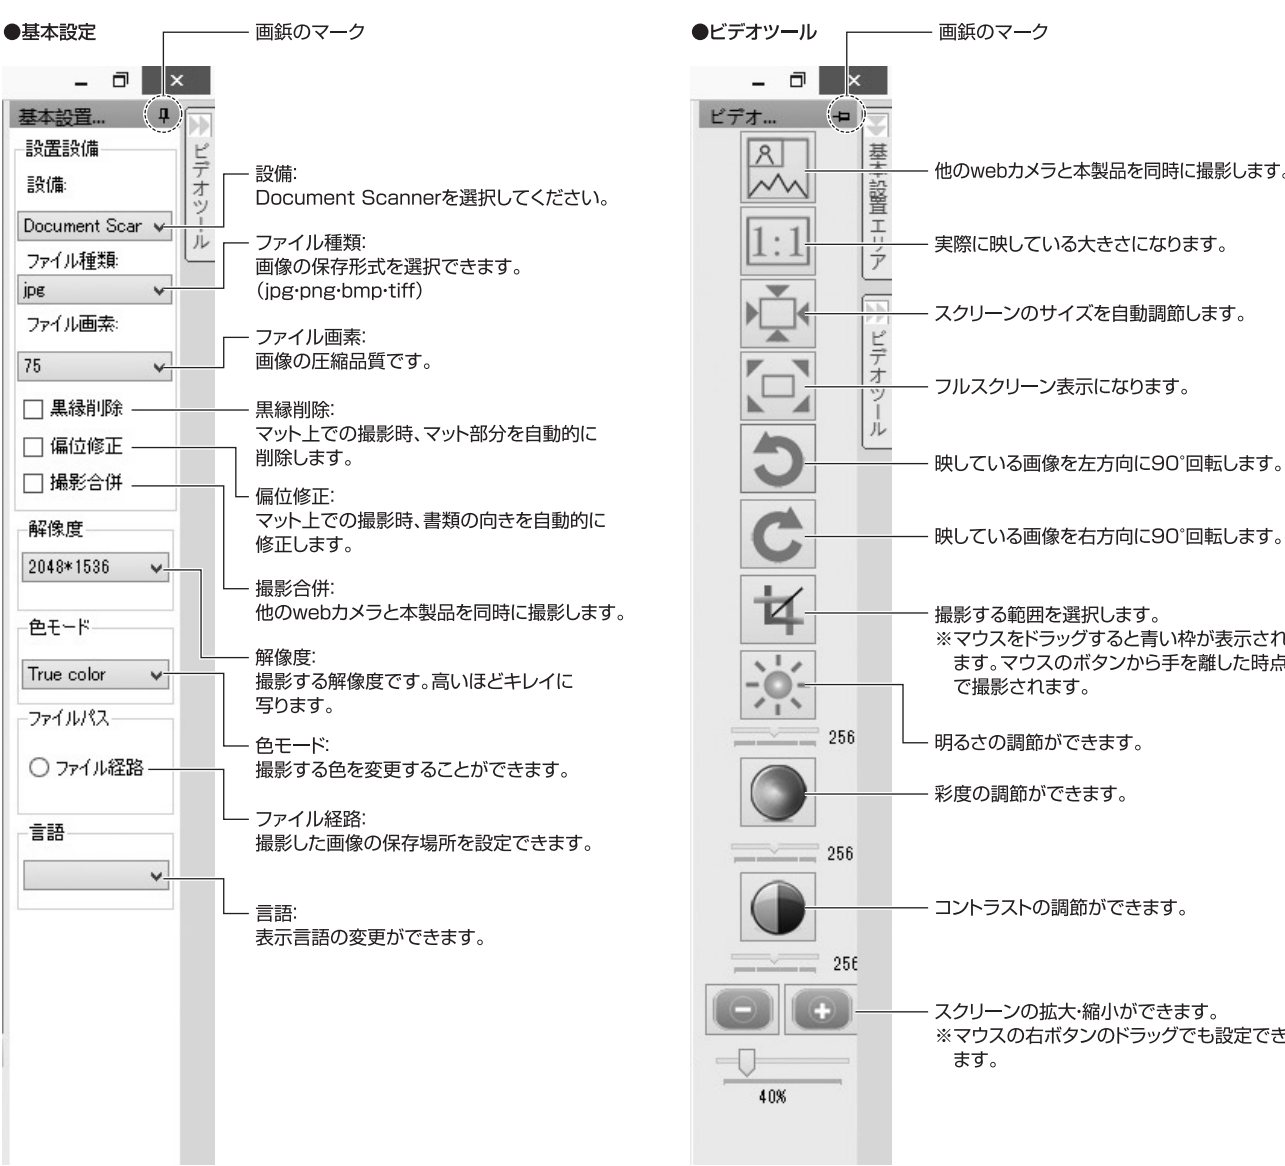 ●基本設定
画鋲のマーク
基本設置...
設置設備
設備:
Document Scar
ファイル種類:
jpg
ファイル画素:
75
黒縁削除
偏位修正
撮影合併
解像度
2048*1536
色モード
True color
ファイルパス
ファイル経路
言語
ビデオツール
設備:
Document Scannerを選択してください。
ファイル種類:
画像の保存形式を選択できます。
(jpg・png・bmp・tiff)
ファイル画素:
画像の圧縮品質です。
黒縁削除:
マット上での撮影時、マット部分を自動的に
削除します。
偏位修正:
マット上での撮影時、書類の向きを自動的に
修正します。
撮影合併:
他のwebカメラと本製品を同時に撮影します。
解像度:
撮影する解像度です。高いほどキレイに
写ります。
色モード:
撮影する色を変更することができます。
ファイル経路:
撮影した画像の保存場所を設定できます。
言語:
表示言語の変更ができます。
●ビデオツール
画鋲のマーク
ビデオ...
1:1
256
256
256
40%
基本設置エリア
ビデオツール
他のwebカメラと本製品を同時に撮影します。
実際に映している大きさになります。
スクリーンのサイズを自動調節します。
フルスクリーン表示になります。
映している画像を左方向に90°回転します。
映している画像を右方向に90°回転します。
撮影する範囲を選択します。
※マウスをドラッグすると青い枠が表示され
ます。マウスのボタンから手を離した時点
で撮影されます。
明るさの調節ができます。
彩度の調節ができます。
コントラストの調節ができます。
スクリーンの拡大・縮小ができます。
※マウスの右ボタンのドラッグでも設定でき
ます。